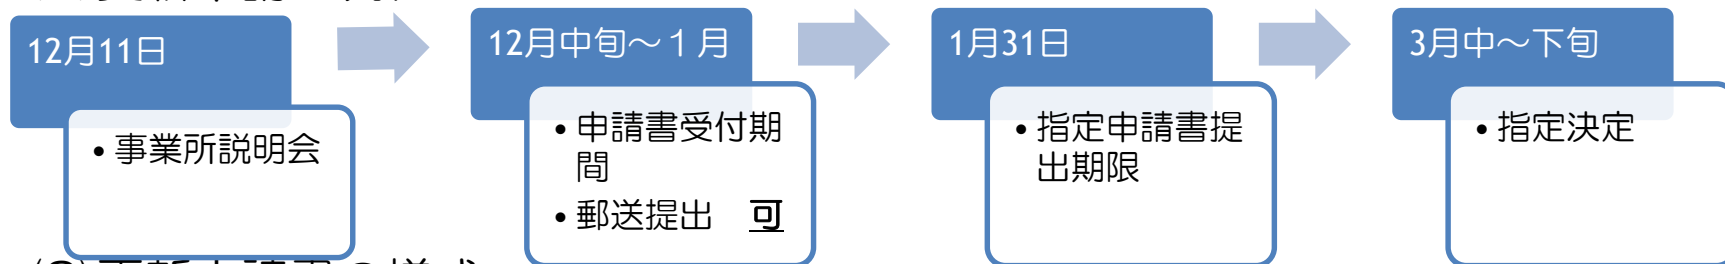 12月11日
• 事業所説明会
12月中旬～１月
• 申請書受付期
間
• 郵送提出　可
1月31日
• 指定申請書提
出期限
3月中～下旬
• 指定決定